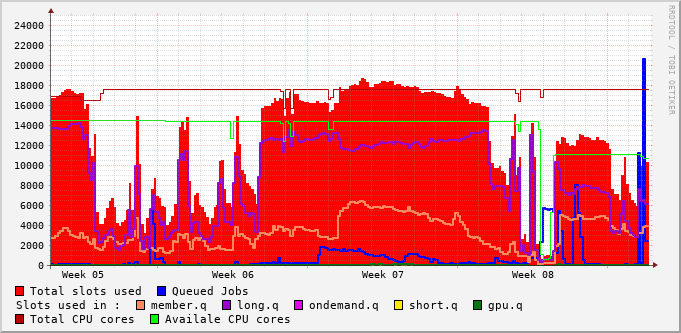 24000
22000
20000
18000
16000
14000
12000
10000
8000
6000
4000
2000
0
Week 05 Week 06 Week 07 Week 08
RRDTOOL / TOBI OETIKER
Total slots used Queued Jobs
Slots used in : member.q long.q ondemand.q short.q gpu.q
Total CPU cores Availale CPU cores